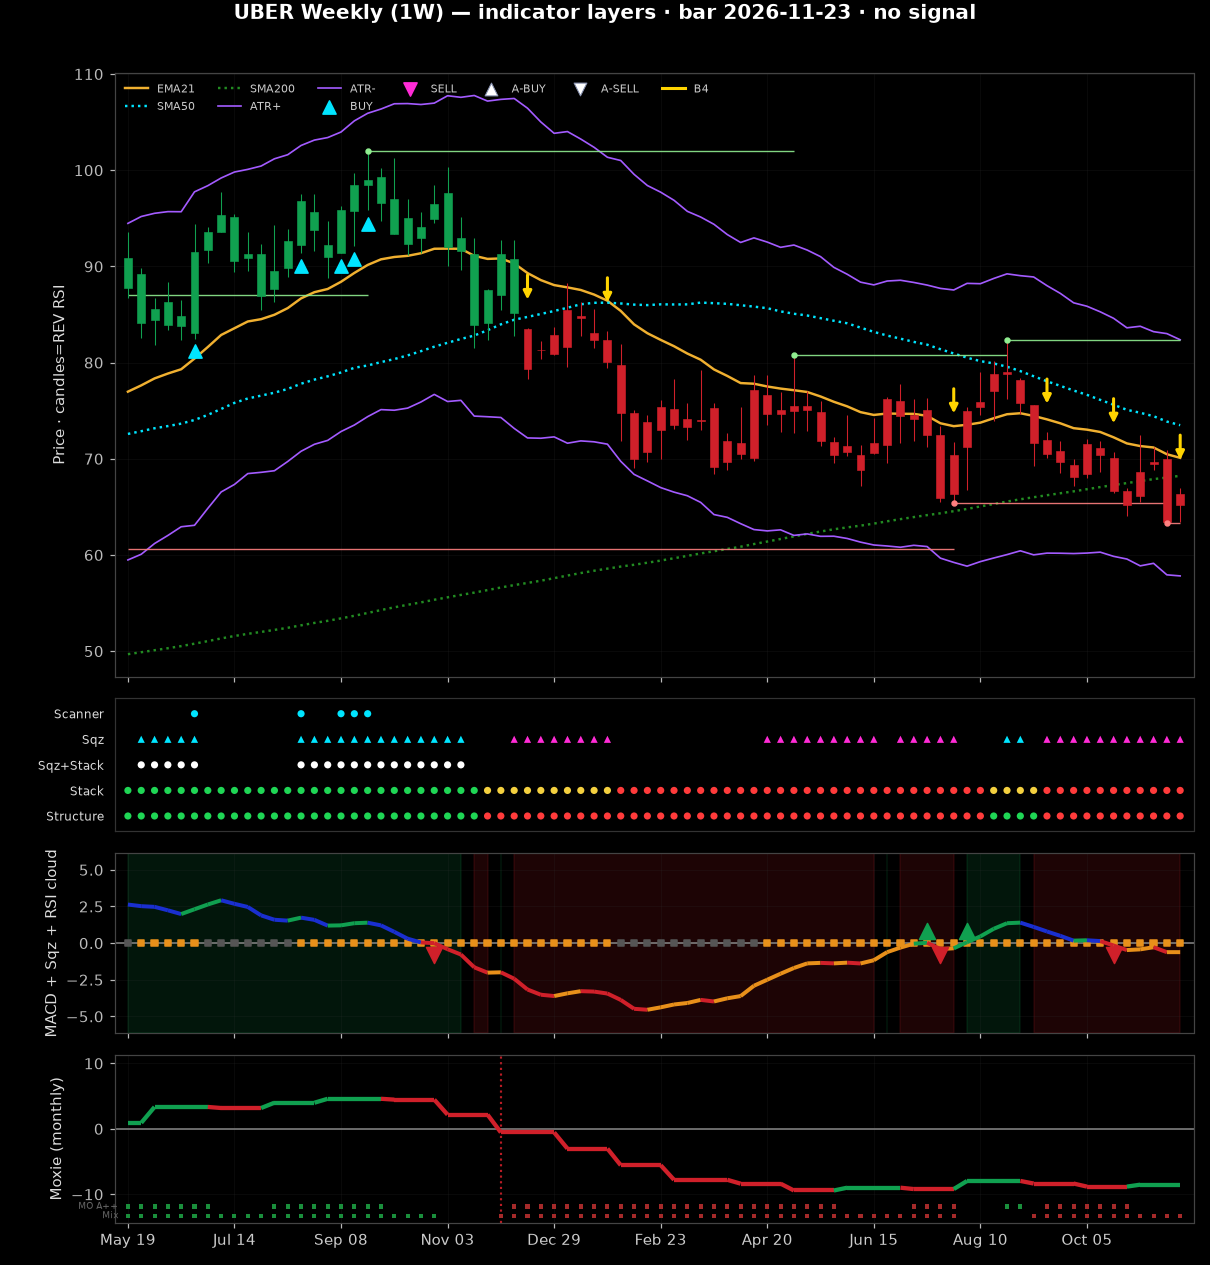 UBER Weekly (1W) — indicator layers · bar 2026-11-23 · no signal
EMA21 SMA200 ATR- SELL A-BUY A-SELL B4
SMA50 ATR+ BUY
Price · candles=REV RSI
110
100
90
80
70
60
50
Scanner
Sqz
Sqz+Stack
Stack
Structure
MACD + Sqz + RSI cloud
5.0
2.5
0.0
−2.5
−5.0
Moxie (monthly)
10
0
−10
MO A++
Mix
May 19 Jul 14 Sep 08 Nov 03 Dec 29 Feb 23 Apr 20 Jun 15 Aug 10 Oct 05